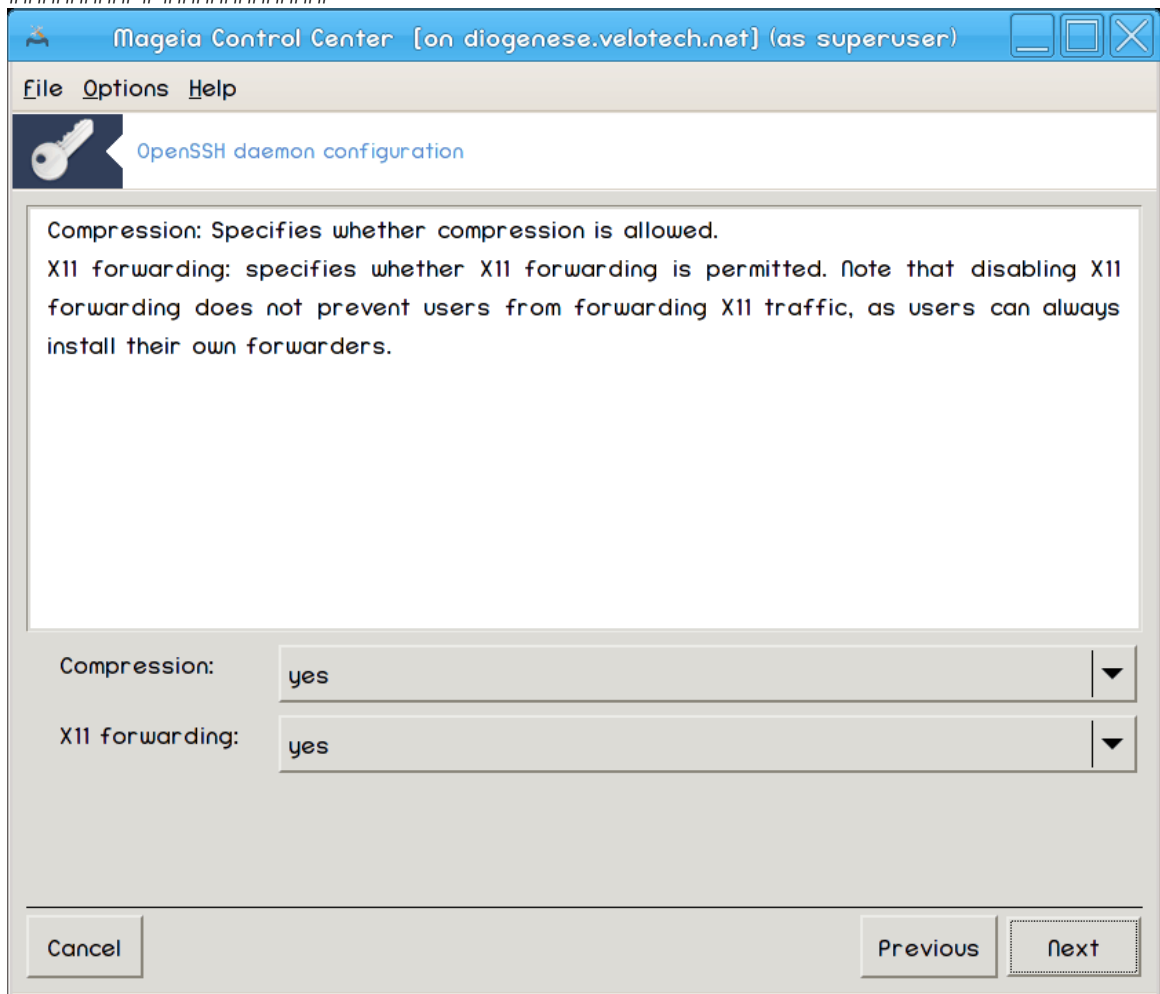 Mageia Control Center [on diogenese.velotech.net] (as superuser)
File Options Help
OpenSSH daemon configuration
Compression: Specifies whether compression is allowed.
X11 forwarding: specifies whether X11 forwarding is permitted. Note that disabling X11
forwarding does not prevent users from forwarding X11 traffic, as users can always
install their own forwarders.
Compression: yes
X11 forwarding: yes
Cancel Previous Next